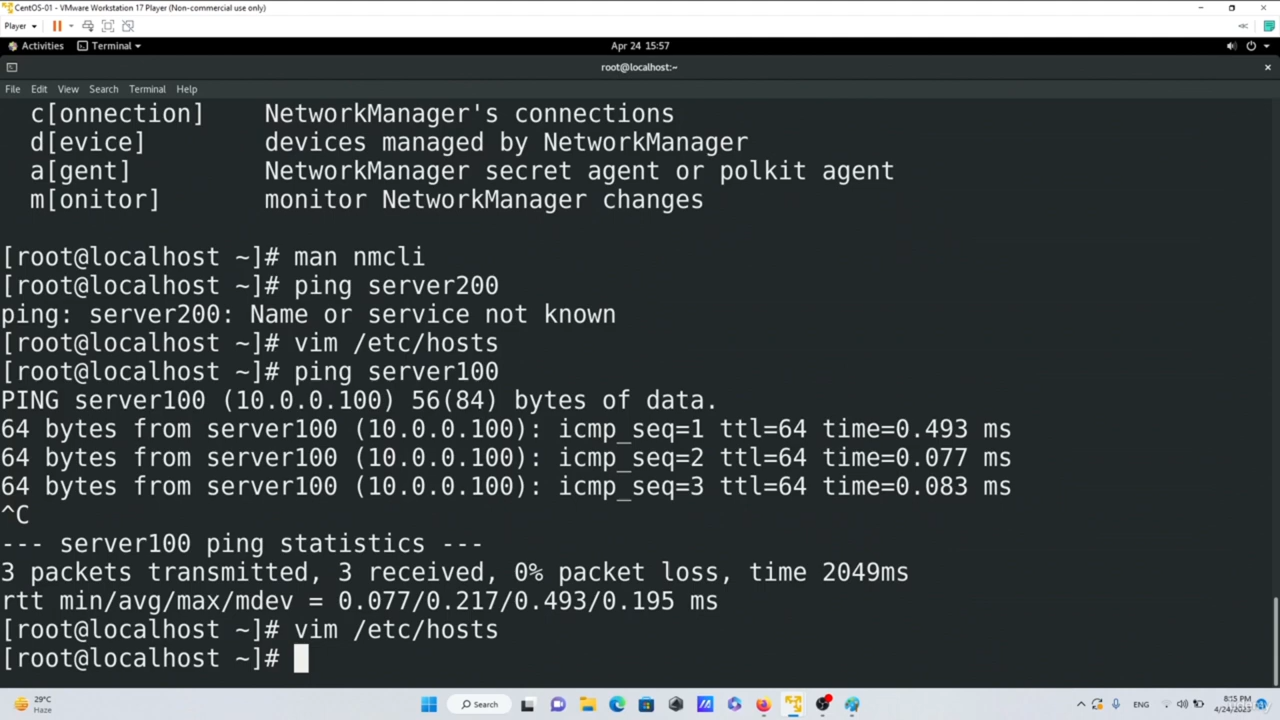 CentOS-01 - VMware Workstation 17 Player (Non-commercial use only)
Player
Activities Terminal Apr 24 15:57
root@localhost:~
File Edit View Search Terminal Help
c[onnection] NetworkManager's connections
d[evice] devices managed by NetworkManager
a[gent] NetworkManager secret agent or polkit agent
m[onitor] monitor NetworkManager changes
[root@localhost ~]# man nmcli
[root@localhost ~]# ping server200
ping: server200: Name or service not known
[root@localhost ~]# vim /etc/hosts
[root@localhost ~]# ping server100
PING server100 (10.0.0.100) 56(84) bytes of data.
64 bytes from server100 (10.0.0.100): icmp_seq=1 ttl=64 time=0.493 ms
64 bytes from server100 (10.0.0.100): icmp_seq=2 ttl=64 time=0.077 ms
64 bytes from server100 (10.0.0.100): icmp_seq=3 ttl=64 time=0.083 ms
^C
--- server100 ping statistics ---
3 packets transmitted, 3 received, 0% packet loss, time 2049ms
rtt min/avg/max/mdev = 0.077/0.217/0.493/0.195 ms
[root@localhost ~]# vim /etc/hosts
[root@localhost ~]#
29°C
Haze
Search
ENG
8:15 PM
4/24/2023